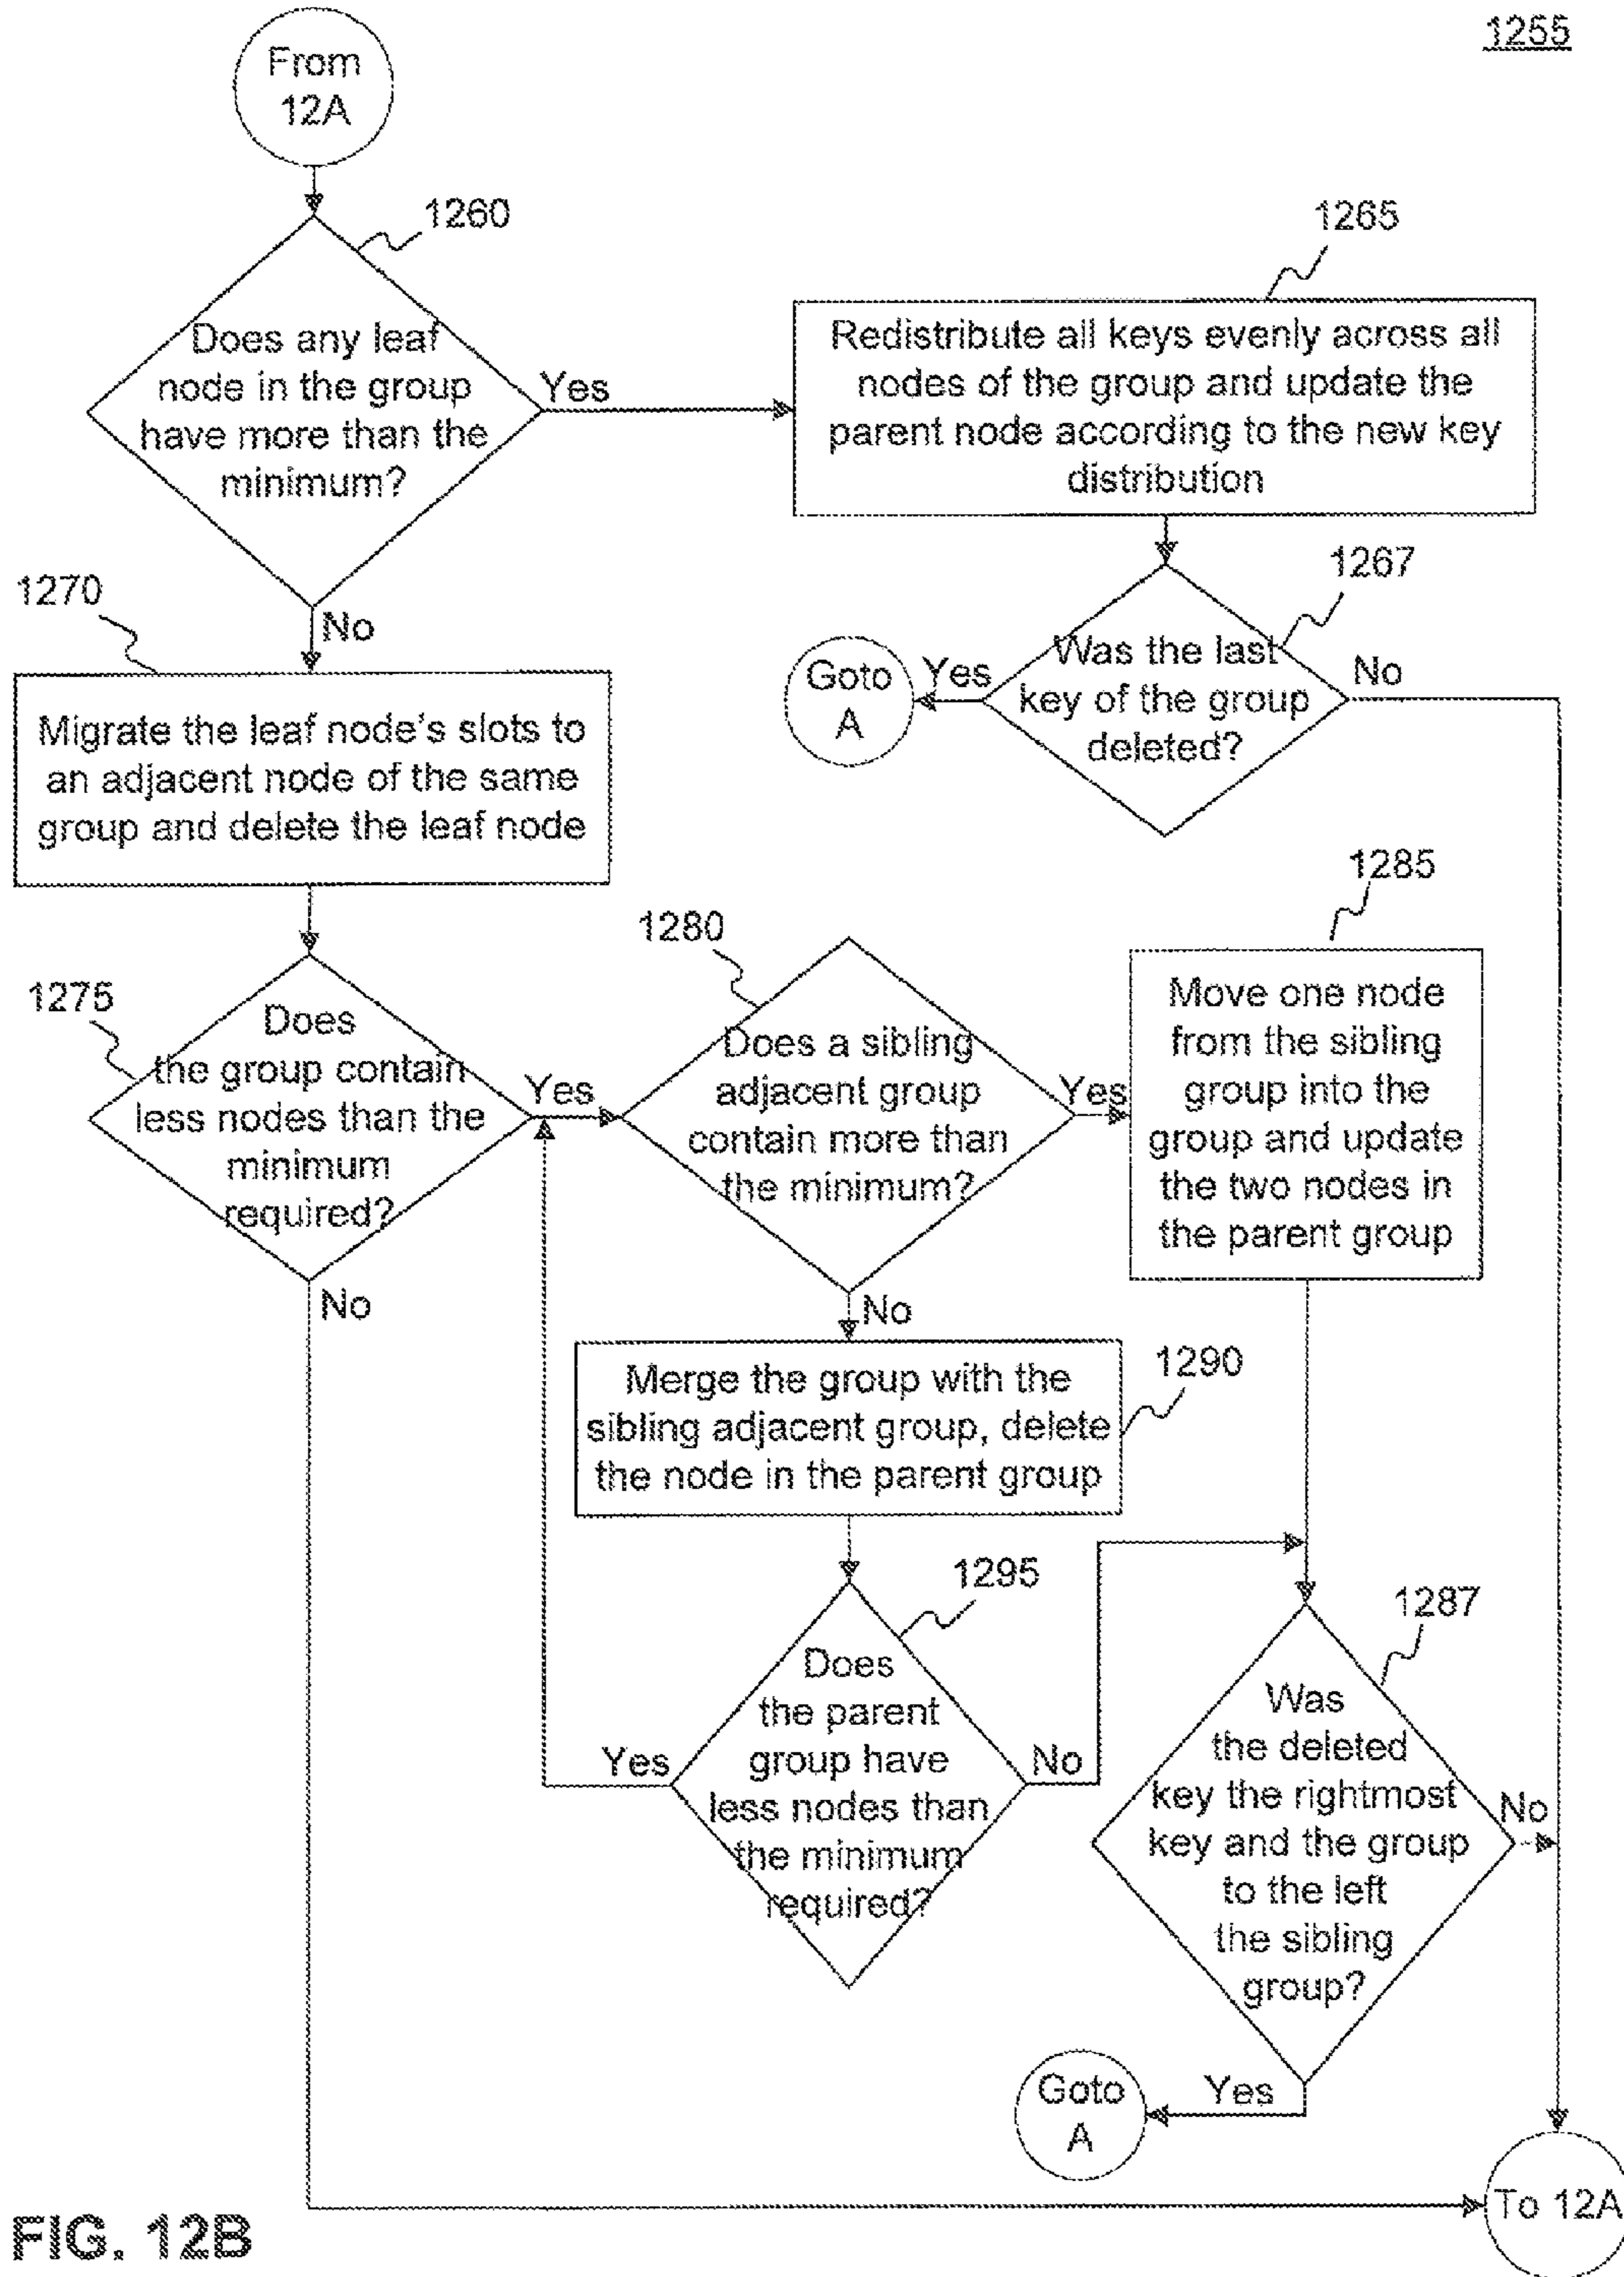 1255
From
12A
1260
Does any leaf
node in the group
have more than the
minimum?
Yes
1265
Redistribute all keys evenly across all
nodes of the group and update the
parent node according to the new key
distribution
1267
Was the last
key of the group
deleted?
Yes
Goto
A
No
No
1270
Migrate the leaf node's slots to
an adjacent node of the same
group and delete the leaf node
1275
Does
the group contain
less nodes than the
minimum
required?
Yes
No
1280
Does a sibling
adjacent group
contain more than
the minimum?
Yes
No
1285
Move one node
from the sibling
group into the
group and update
the two nodes in
the parent group
1290
Merge the group with the
sibling adjacent group, delete
the node in the parent group
1295
Does
the parent
group have
less nodes than
the minimum
required?
Yes
No
1287
Was
the deleted
key the rightmost
key and the group
to the left
the sibling
group?
No
Yes
Goto
A
To 12A
FIG. 12B